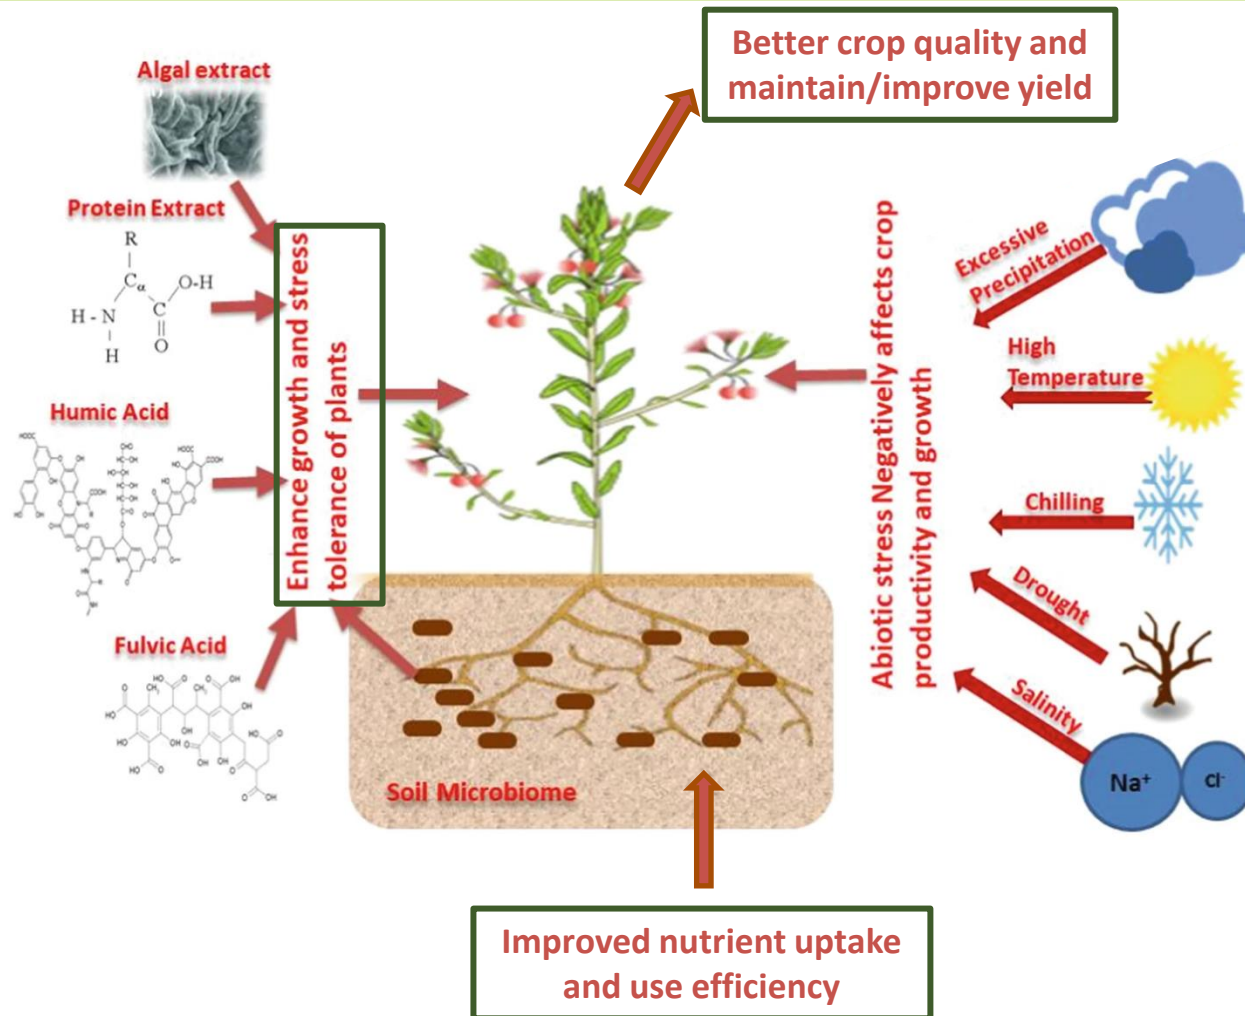 Better crop quality and
maintain/improve yield
Algal extract
Protein Extract
R
Cα
O-H
H - N
C
H
O
Humic Acid
Fulvic Acid
Enhance growth and stress
tolerance of plants
Soil Microbiome
Improved nutrient uptake
and use efficiency
Abiotic stress Negatively affects crop
productivity and growth
Excessive
Precipitation
High
Temperature
Chilling
Drought
Salinity
Na⁺
Cl⁻